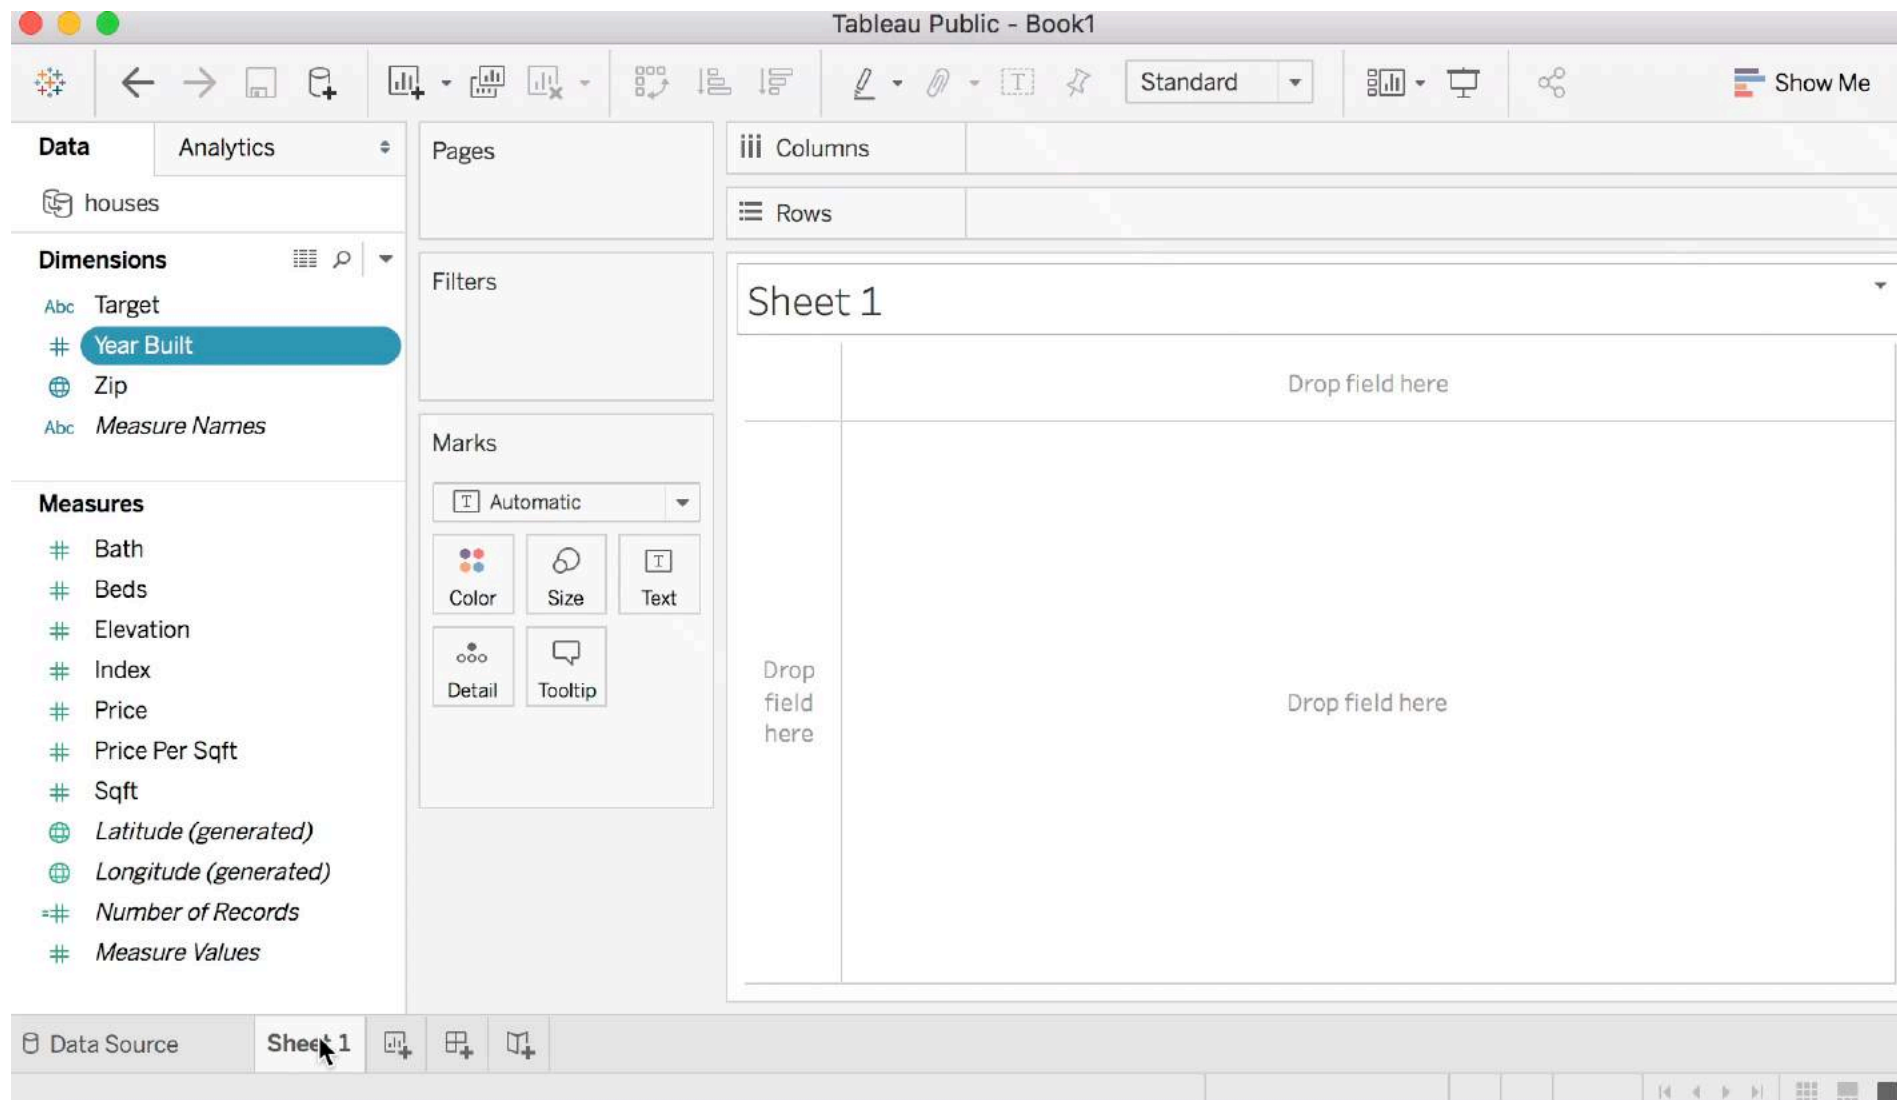 Tableau Public - Book1
Standard
Show Me
Data
Analytics
houses
Dimensions
Abc Target
# Year Built
Zip
Abc Measure Names
Measures
# Bath
# Beds
# Elevation
# Index
# Price
# Price Per Sqft
# Sqft
Latitude (generated)
Longitude (generated)
=# Number of Records
# Measure Values
Pages
Filters
Marks
T Automatic
Color
Size
T
Text
Detail
Tooltip
iii Columns
Rows
Sheet 1
Drop field here
Drop
field
here
Drop field here
Data Source
Sheet 1